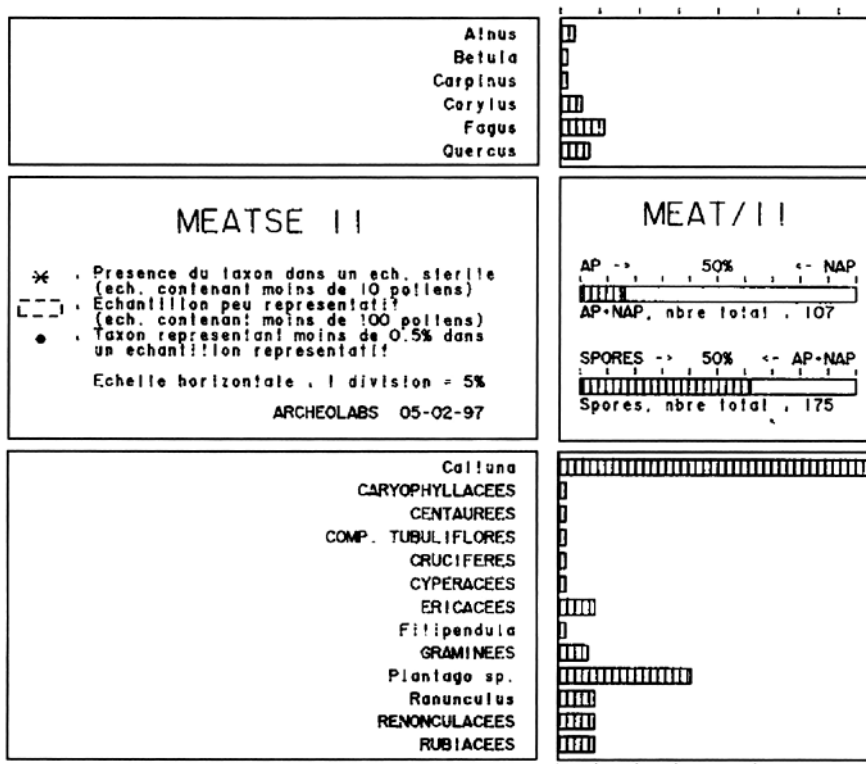 Alnus
Betula
Carpinus
Corylus
Fagus
Quercus
MEATSE II
* . Presence du taxon dans un ech. sterile
(ech. contenant moins de 10 pollens)
. Echantillon peu representatif
(ech. contenant moins de 100 pollens)
● . Taxon representant moins de 0.5% dans
un echantillon representatif
Echelle horizontale . 1 division = 5%
ARCHEOLABS 05-02-97
MEAT/II
AP -> 50% <- NAP
AP+NAP, nbre total . 107
SPORES -> 50% <- AP+NAP
Spores, nbre total . 175
Calluna
CARYOPHYLLACEES
CENTAUREES
COMP. TUBULIFLORES
CRUCIFERES
CYPERACEES
ERICACEES
Filipendula
GRAMINEES
Plantago sp.
Ranunculus
RENONCULACEES
RUBIACEES